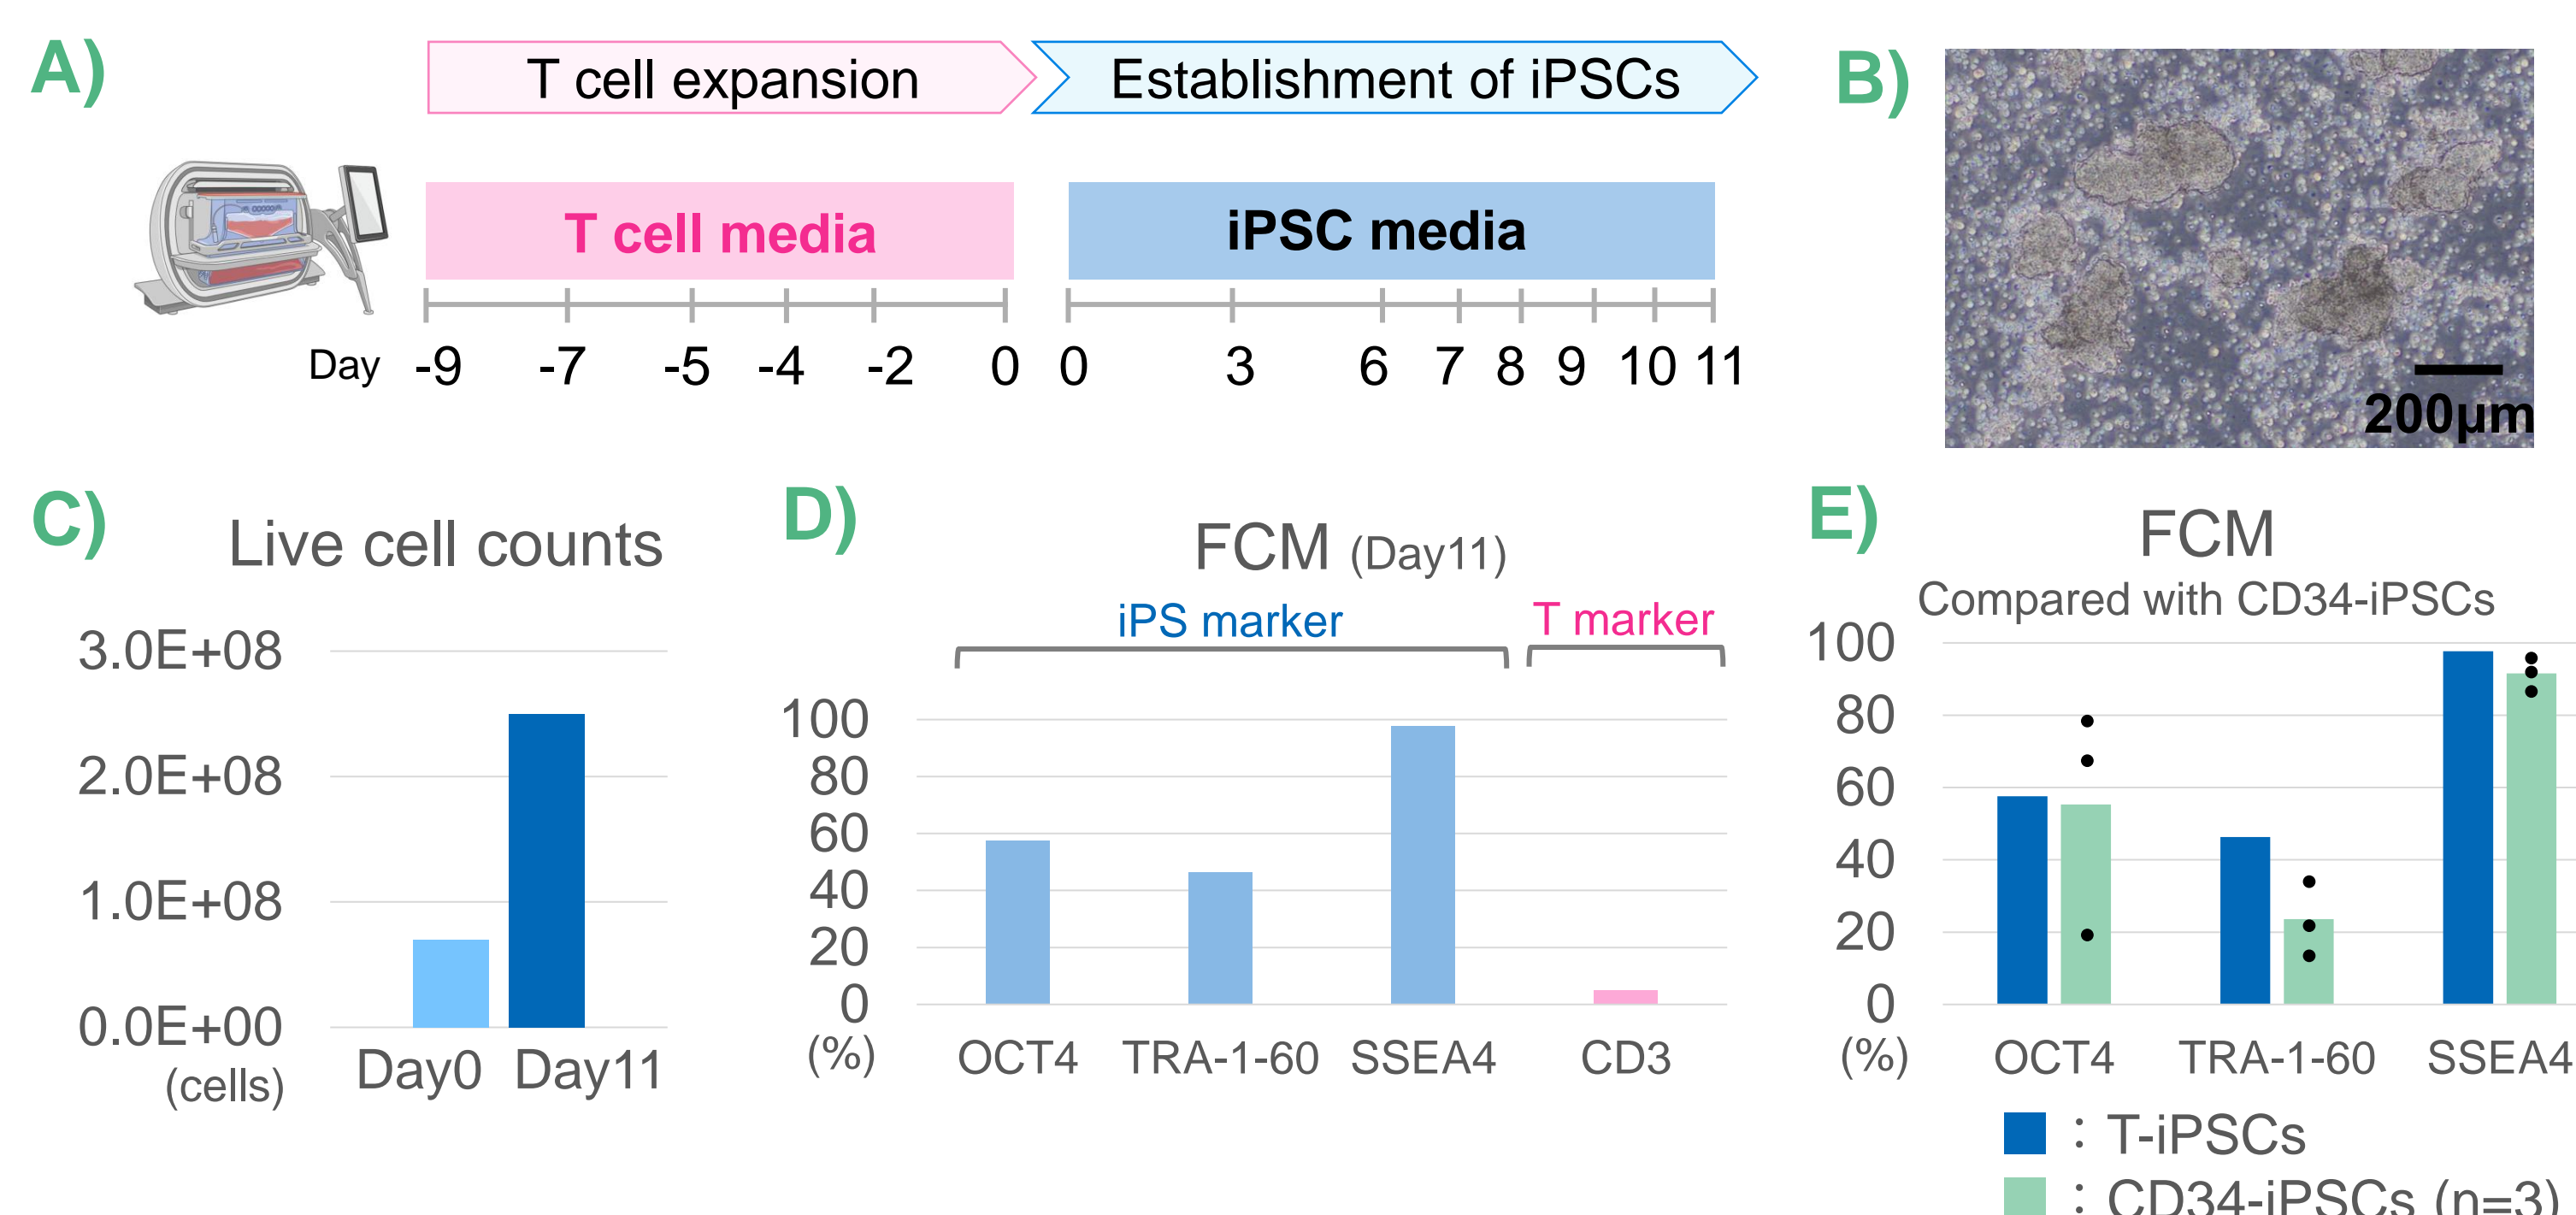 A)
T cell expansion
Establishment of iPSCs
T cell media
iPSC media
Day -9 -7 -5 -4 -2 0 0 3 6 7 8 9 10 11
B)
200μm
C)
Live cell counts
3.0E+08
2.0E+08
1.0E+08
0.0E+00
(cells)
Day0 Day11
D)
FCM (Day11)
iPS marker
T marker
100
80
60
40
20
0
(%)
OCT4 TRA-1-60 SSEA4 CD3
E)
FCM
Compared with CD34-iPSCs
100
80
60
40
20
0
(%)
OCT4 TRA-1-60 SSEA4
: T-iPSCs
: CD34-iPSCs (n=3)